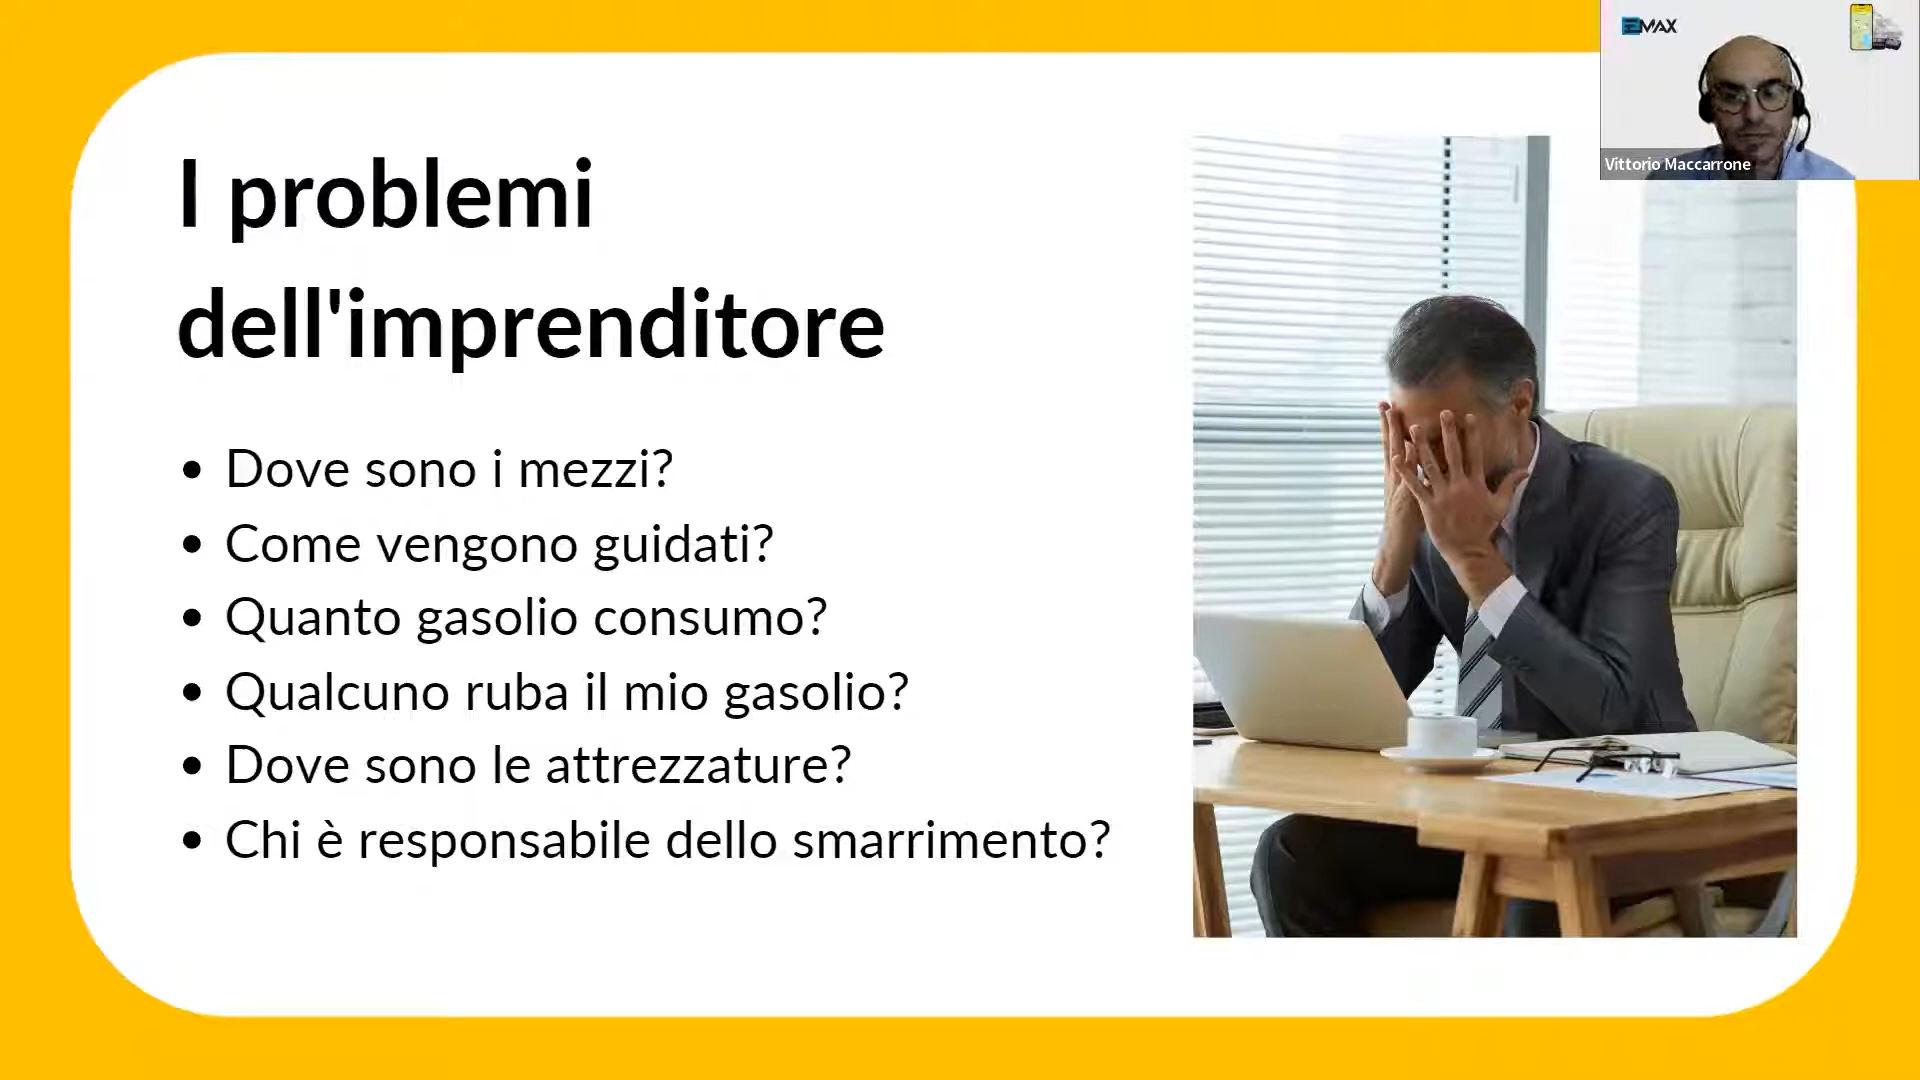 I problemi
dell'imprenditore
• Dove sono i mezzi?
• Come vengono guidati?
• Quanto gasolio consumo?
• Qualcuno ruba il mio gasolio?
• Dove sono le attrezzature?
• Chi è responsabile dello smarrimento?
EMAX
Vittorio Maccarrone